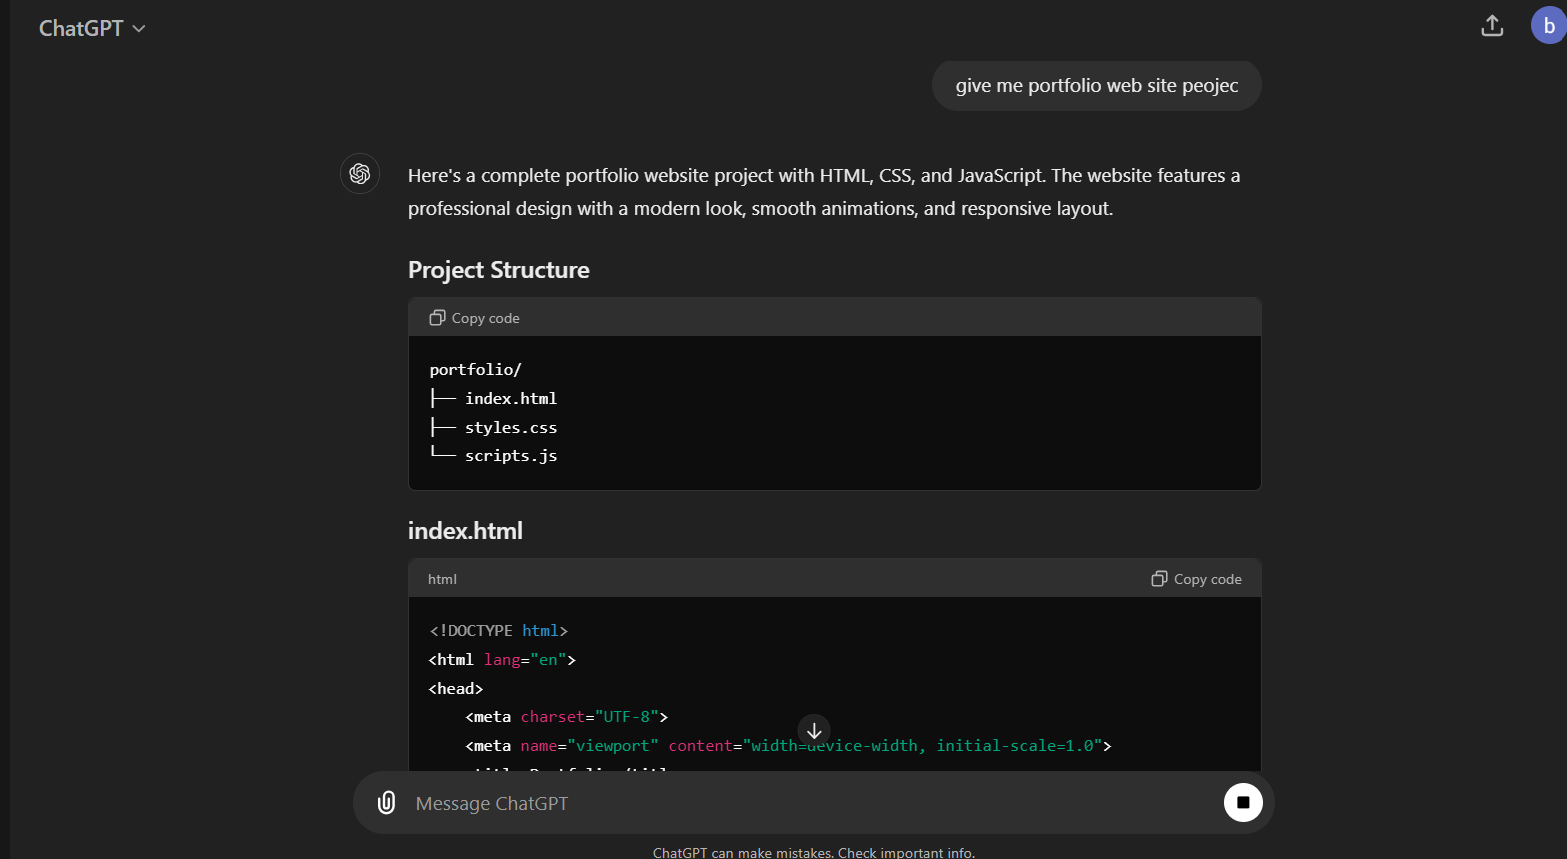 ChatGPT
b
give me portfolio web site peojec
Here's a complete portfolio website project with HTML, CSS, and JavaScript. The website features a
professional design with a modern look, smooth animations, and responsive layout.
Project Structure
Copy code
portfolio/
├── index.html
├── styles.css
└── scripts.js
index.html
html
Copy code
<!DOCTYPE html>
<html lang="en">
<head>
    <meta charset="UTF-8">
    <meta name="viewport" content="width=device-width, initial-scale=1.0">
Message ChatGPT
ChatGPT can make mistakes. Check important info.